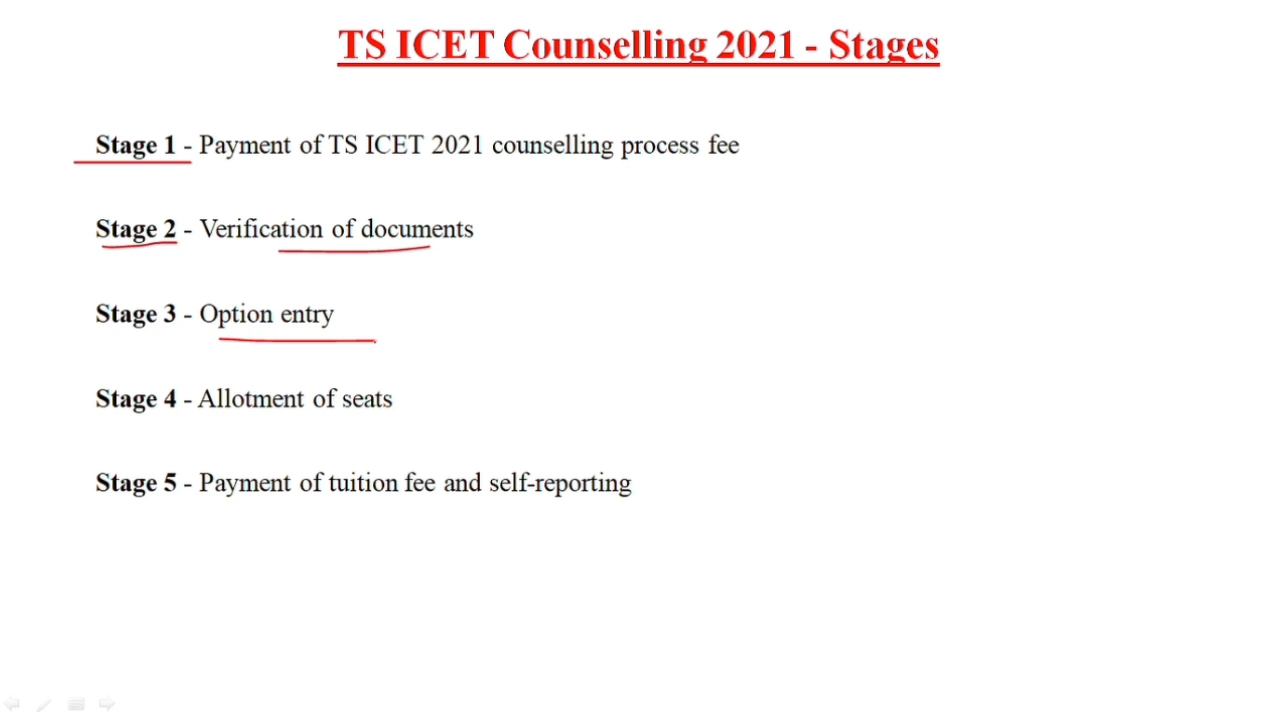 TS ICET Counselling 2021 - Stages
Stage 1 - Payment of TS ICET 2021 counselling process fee
Stage 2 - Verification of documents
Stage 3 - Option entry
Stage 4 - Allotment of seats
Stage 5 - Payment of tuition fee and self-reporting